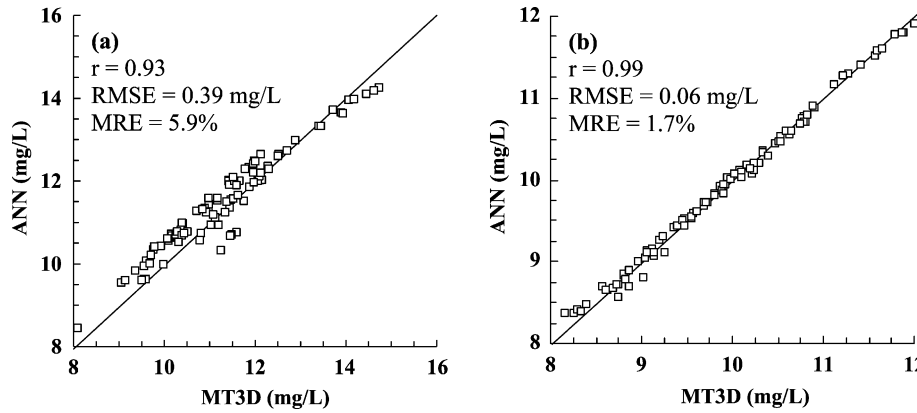 16
14
12
10
8
ANN (mg/L)
(a)
r = 0.93
RMSE = 0.39 mg/L
MRE = 5.9%
8 10 12 14 16
MT3D (mg/L)
12
11
10
9
8
ANN (mg/L)
(b)
r = 0.99
RMSE = 0.06 mg/L
MRE = 1.7%
8 9 10 11 12
MT3D (mg/L)